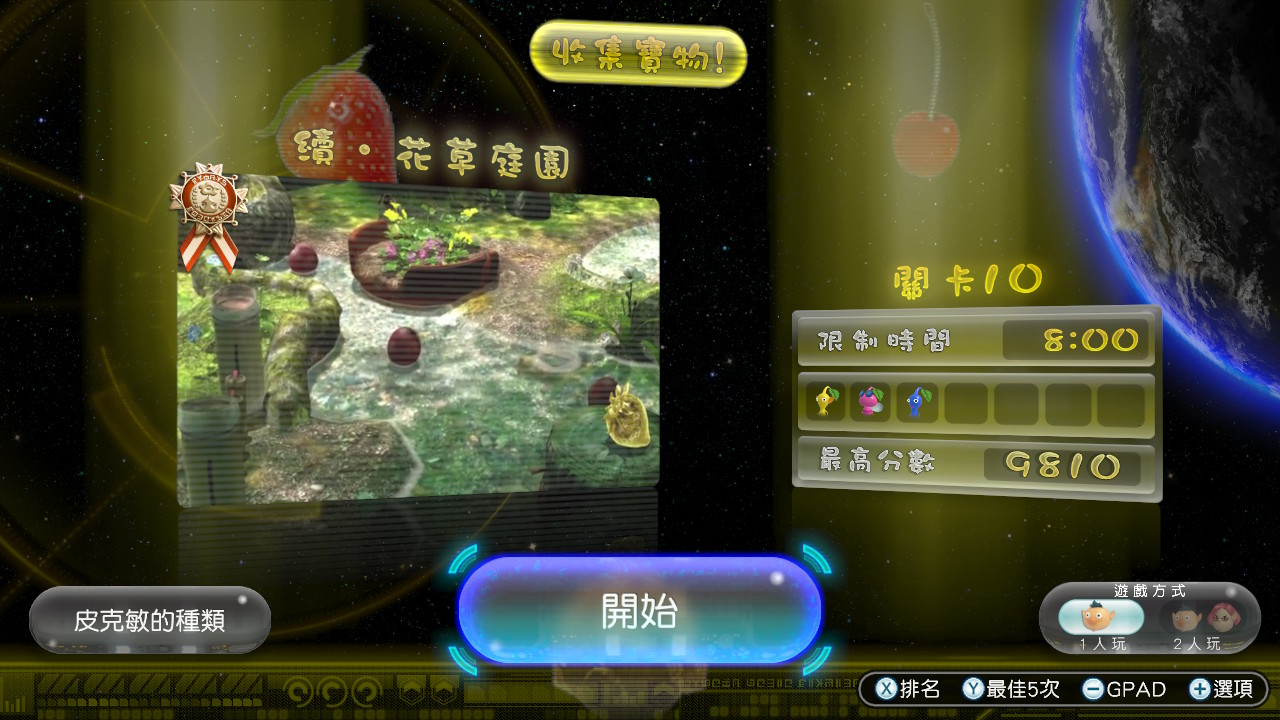 收集寶物!
續・花草庭園
關卡10
限制時間 8:00
最高分數 9810
開始
皮克敏的種類
遊戲方式
1人玩 2人玩
X排名 Y最佳5次 -GPAD +選項